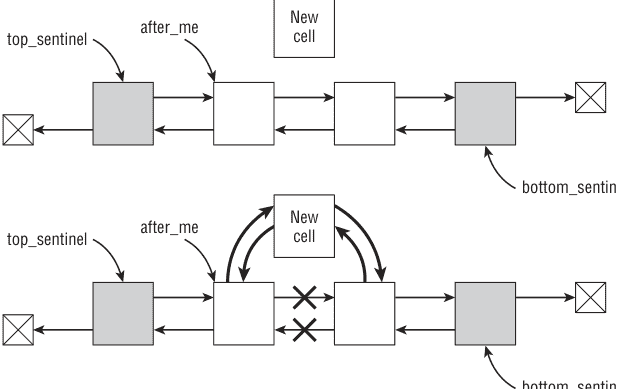 New
cell
after_me
top_sentinel
bottom_sentin
New
cell
after_me
top_sentinel
bottom_sentin